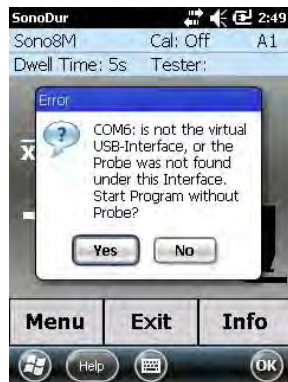 SonoDur 2:49
Sono8M Cal: Off A1
Dwell Time: 5s Tester:
Error
COM6: is not the virtual
USB-Interface, or the
Probe was not found
under this Interface.
Start Program without
Probe?
Yes No
Menu Exit Info
Help OK